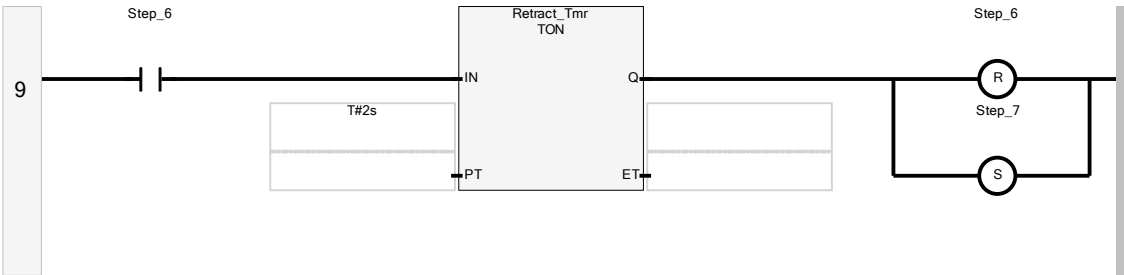 Step_6
Retract_Tmr
TON
Step_6
9
IN
Q
R
T#2s
Step_7
PT
ET
S